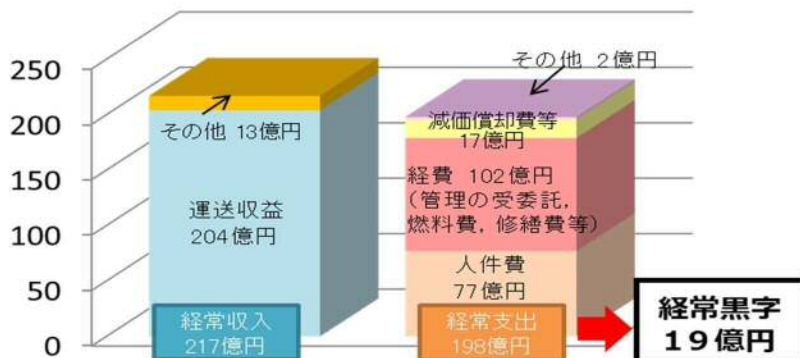 250
200
150
100
50
0
その他 13億円
運送収益
204億円
経常収入
217億円
その他 2億円
減価償却費等
17億円
経費 102億円
(管理の受委託,
燃料費, 修繕費等)
人件費
77億円
経常支出
198億円
経常黒字
19億円